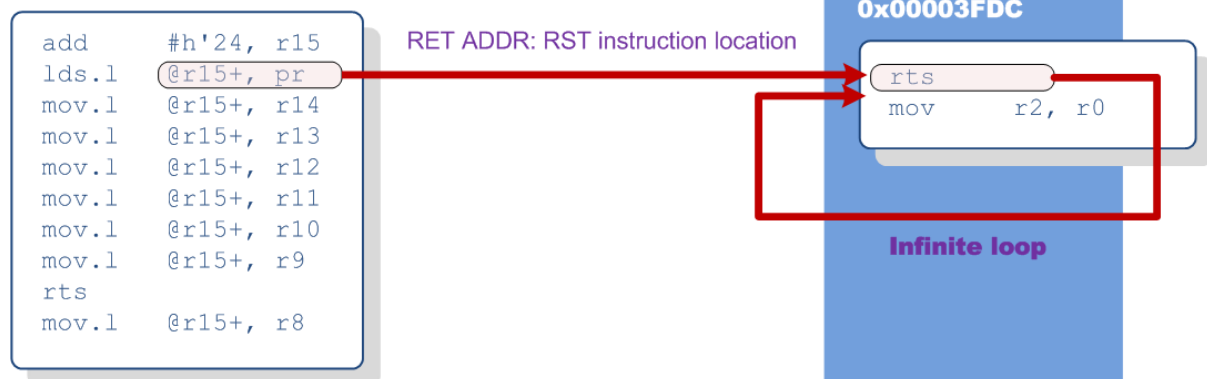 0x00003FDC
add #h'24, r15
lds.l @r15+, pr
mov.l @r15+, r14
mov.l @r15+, r13
mov.l @r15+, r12
mov.l @r15+, r11
mov.l @r15+, r10
mov.l @r15+, r9
rts
mov.l @r15+, r8
RET ADDR: RST instruction location
rts
mov r2, r0
Infinite loop